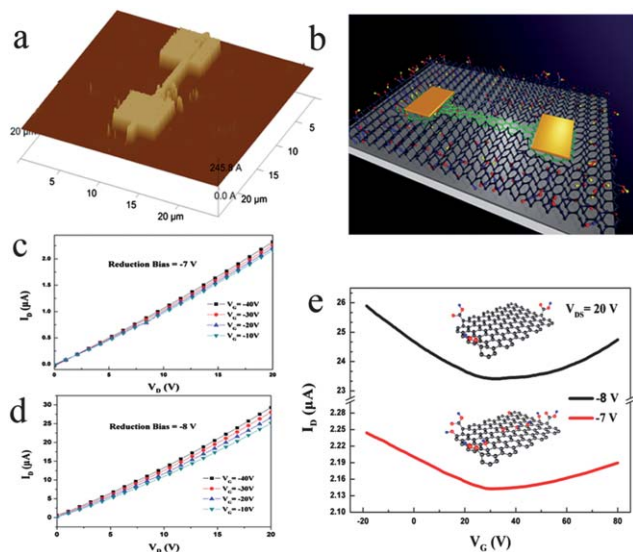 a
20 µm
5
10
15
20 µm
245.8 A
0.0 A
5
10
15
20 µm
b
c
Reduction Bias = -7 V
2.0
1.5
1.0
0.5
0.0
I_D (µA)
V_G= -40V
V_G= -30V
V_G= -20V
V_G= -10V
0 5 10 15 20
V_D (V)
d
Reduction Bias = -8 V
30
20
10
0
I_D (µA)
V_G= -40V
V_G= -30V
V_G= -20V
V_G= -10V
0 5 10 15 20
V_D (V)
e
V_DS= 20 V
26
25
24
23
2.28
2.25
2.22
2.19
2.16
2.13
2.10
I_D (µA)
-8 V
-7 V
-20 0 20 40 60 80
V_G (V)